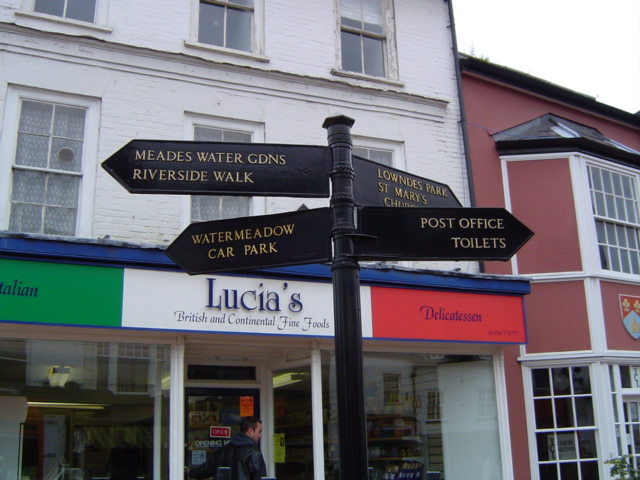 MEADES WATER GDNS
RIVERSIDE WALK
LOWNDES PARK
ST MARY'S
WATERMEADOW
CAR PARK
POST OFFICE
TOILETS
Lucia's
British and Continental Fine Foods
Delicatessen
OPEN
OPENING